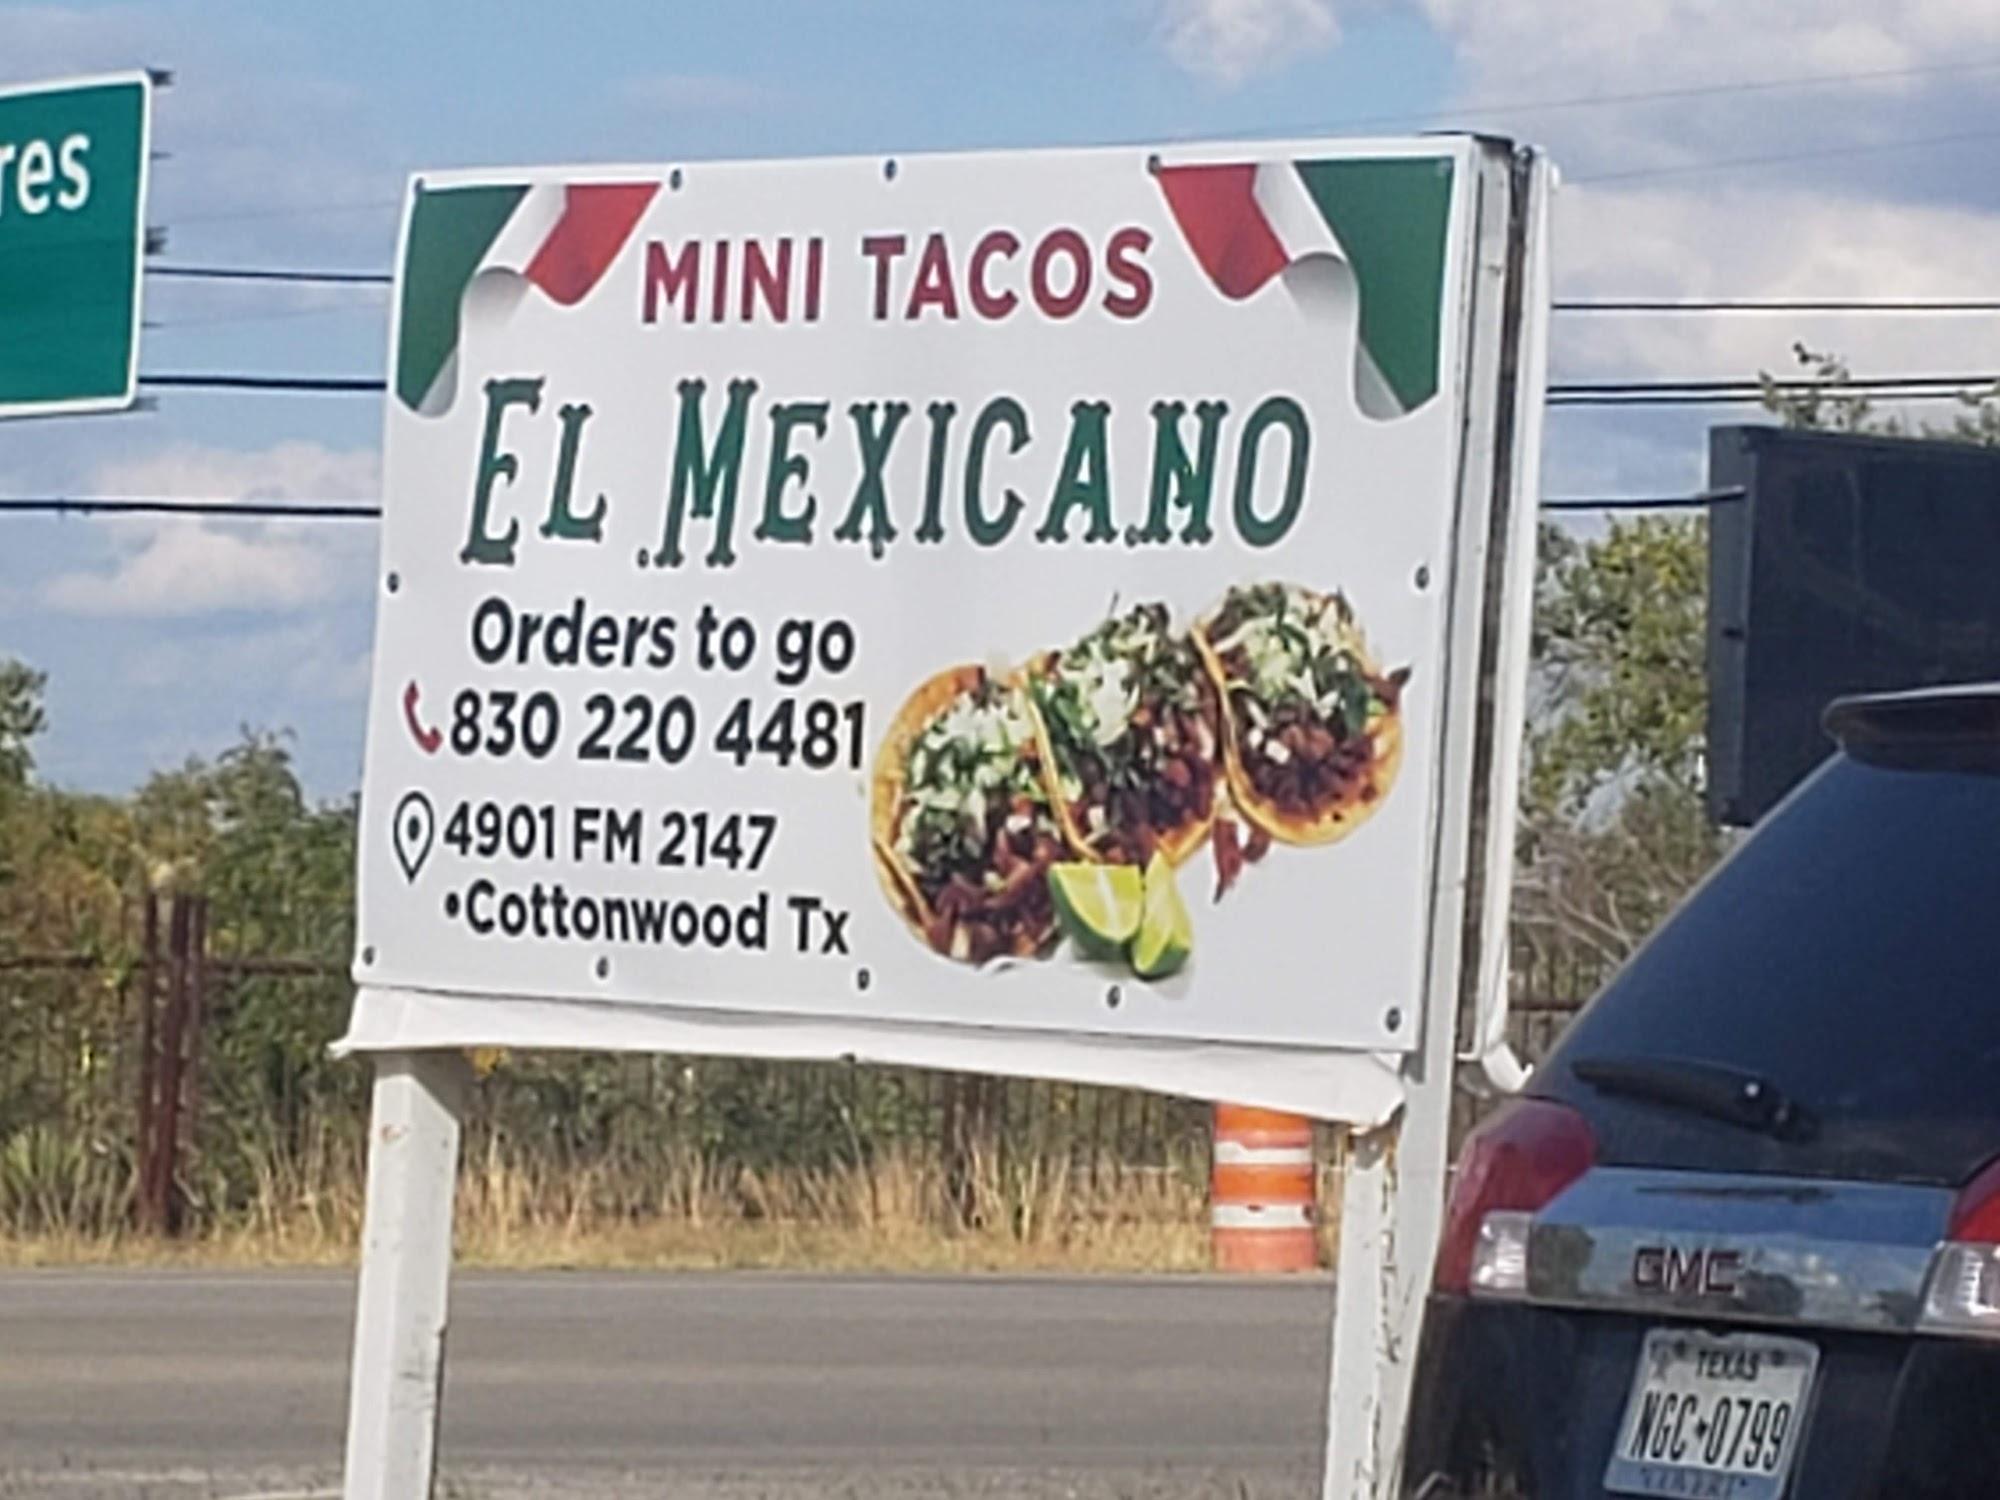 res
MINI TACOS
EL MEXICANO
Orders to go
830 220 4481
4901 FM 2147
•Cottonwood Tx
GMC
TEXAS
NGC 0799